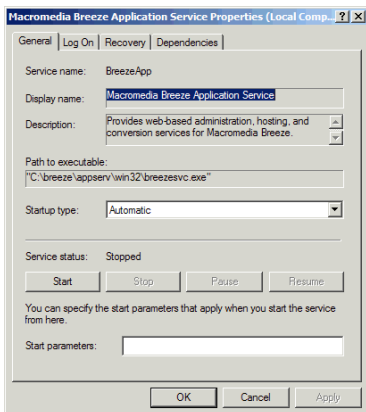 Macromedia Breeze Application Service Properties (Local Comp...
General Log On Recovery Dependencies
Service name: BreezeApp
Display name: Macromedia Breeze Application Service
Description: Provides web-based administration, hosting, and
conversion services for Macromedia Breeze.
Path to executable:
"C:\breeze\appserv\win32\breezesvc.exe"
Startup type: Automatic
Service status: Stopped
Start Stop Pause Resume
You can specify the start parameters that apply when you start the service
from here.
Start parameters:
OK Cancel Apply